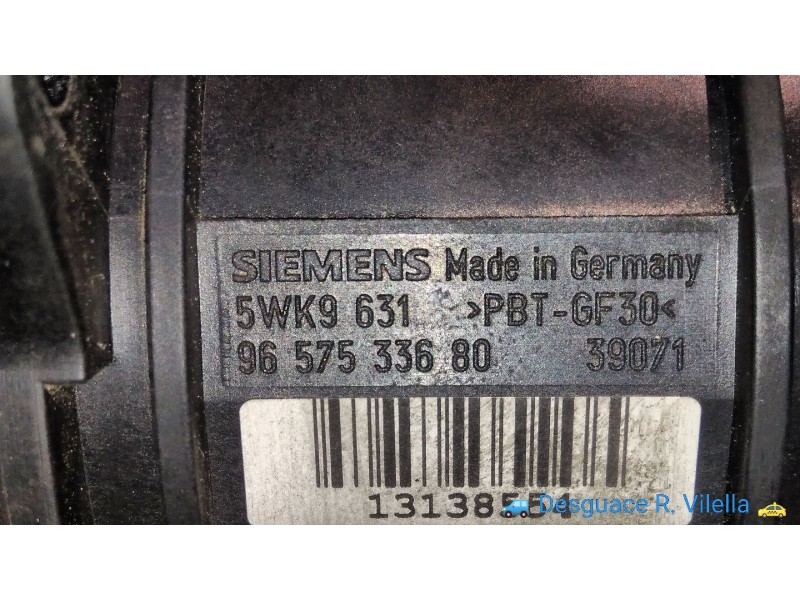 SIEMENS Made in Germany
5WK9 631 >PBT-GF30<
96 575 336 80 39071
Desguace R. Vilella